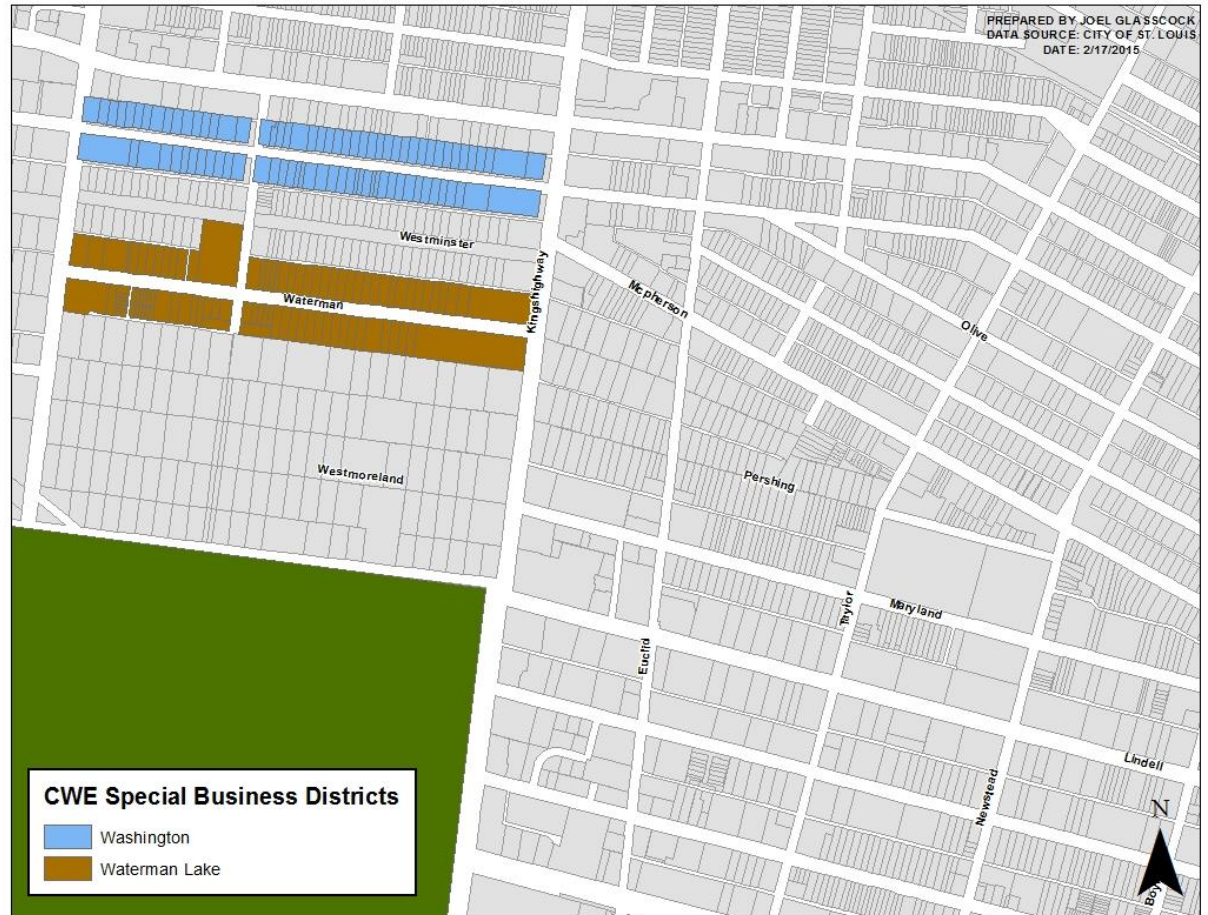 PREPARED BY JOEL GLASSCOCK
DATA SOURCE: CITY OF ST. LOUIS
DATE: 2/17/2015
Westminster
Kingshighway
Waterman
Mcpherson
Olive
Westmoreland
Pershing
Taylor
Maryland
Euclid
Lindell
Newstead
N
Boy
CWE Special Business Districts
Washington
Waterman Lake